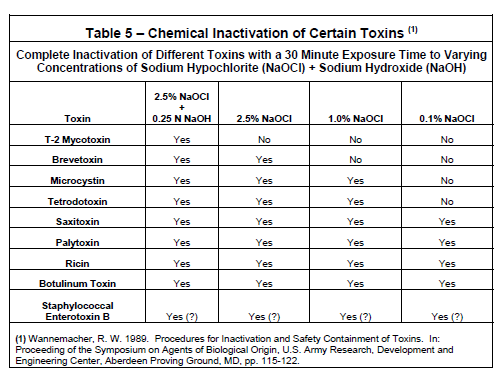 Table 5 – Chemical Inactivation of Certain Toxins (1)
Complete Inactivation of Different Toxins with a 30 Minute Exposure Time to Varying
Concentrations of Sodium Hypochlorite (NaOCl) + Sodium Hydroxide (NaOH)
Toxin 2.5% NaOCl + 0.25 N NaOH 2.5% NaOCl 1.0% NaOCl 0.1% NaOCl
T-2 Mycotoxin Yes No No No
Brevetoxin Yes Yes No No
Microcystin Yes Yes Yes No
Tetrodotoxin Yes Yes Yes No
Saxitoxin Yes Yes Yes Yes
Palytoxin Yes Yes Yes Yes
Ricin Yes Yes Yes Yes
Botulinum Toxin Yes Yes Yes Yes
Staphylococcal
Enterotoxin B Yes (?) Yes (?) Yes (?) Yes (?)
(1) Wannemacher, R. W. 1989. Procedures for Inactivation and Safety Containment of Toxins. In:
Proceeding of the Symposium on Agents of Biological Origin, U.S. Army Research, Development and
Engineering Center, Aberdeen Proving Ground, MD, pp. 115-122.